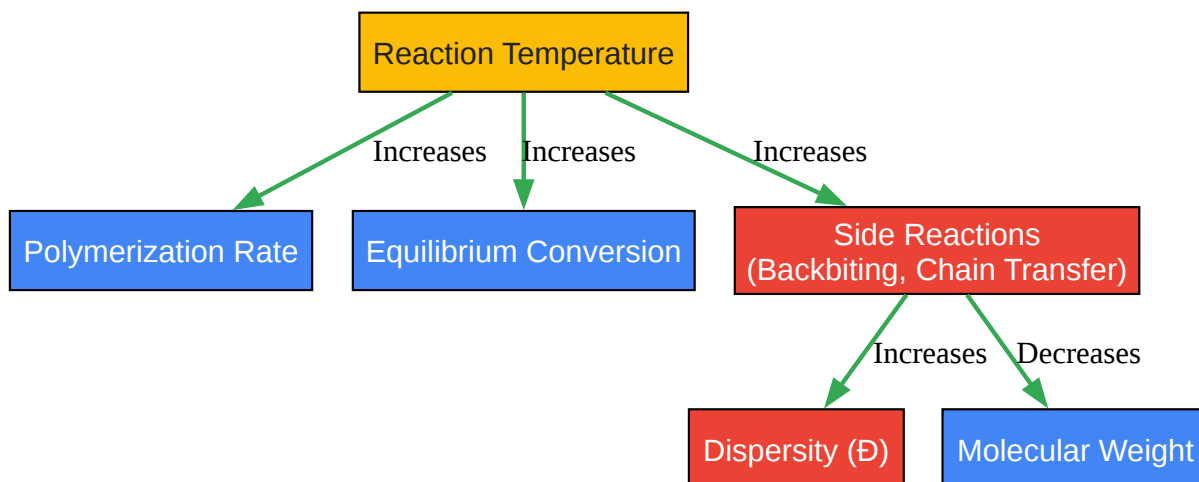 Reaction Temperature
Increases
Increases
Increases
Polymerization Rate
Equilibrium Conversion
Side Reactions
(Backbiting, Chain Transfer)
Increases
Decreases
Dispersity (Đ)
Molecular Weight